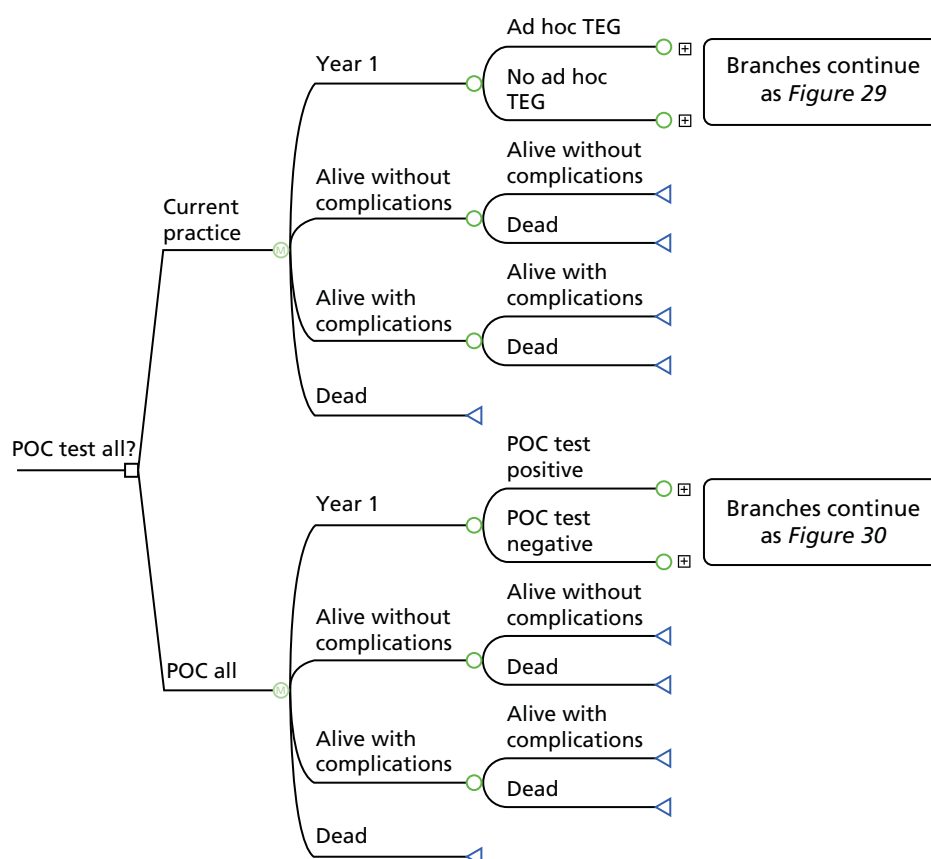 Ad hoc TEG
Year 1
No ad hoc
TEG
Branches continue
as Figure 29
Alive without
complications
Alive without
complications
Dead
Current
practice
M
Alive with
complications
Alive with
complications
Dead
Dead
POC test all?
POC test
positive
Year 1
POC test
negative
Branches continue
as Figure 30
Alive without
complications
Alive without
complications
Dead
POC all
M
Alive with
complications
Alive with
complications
Dead
Dead